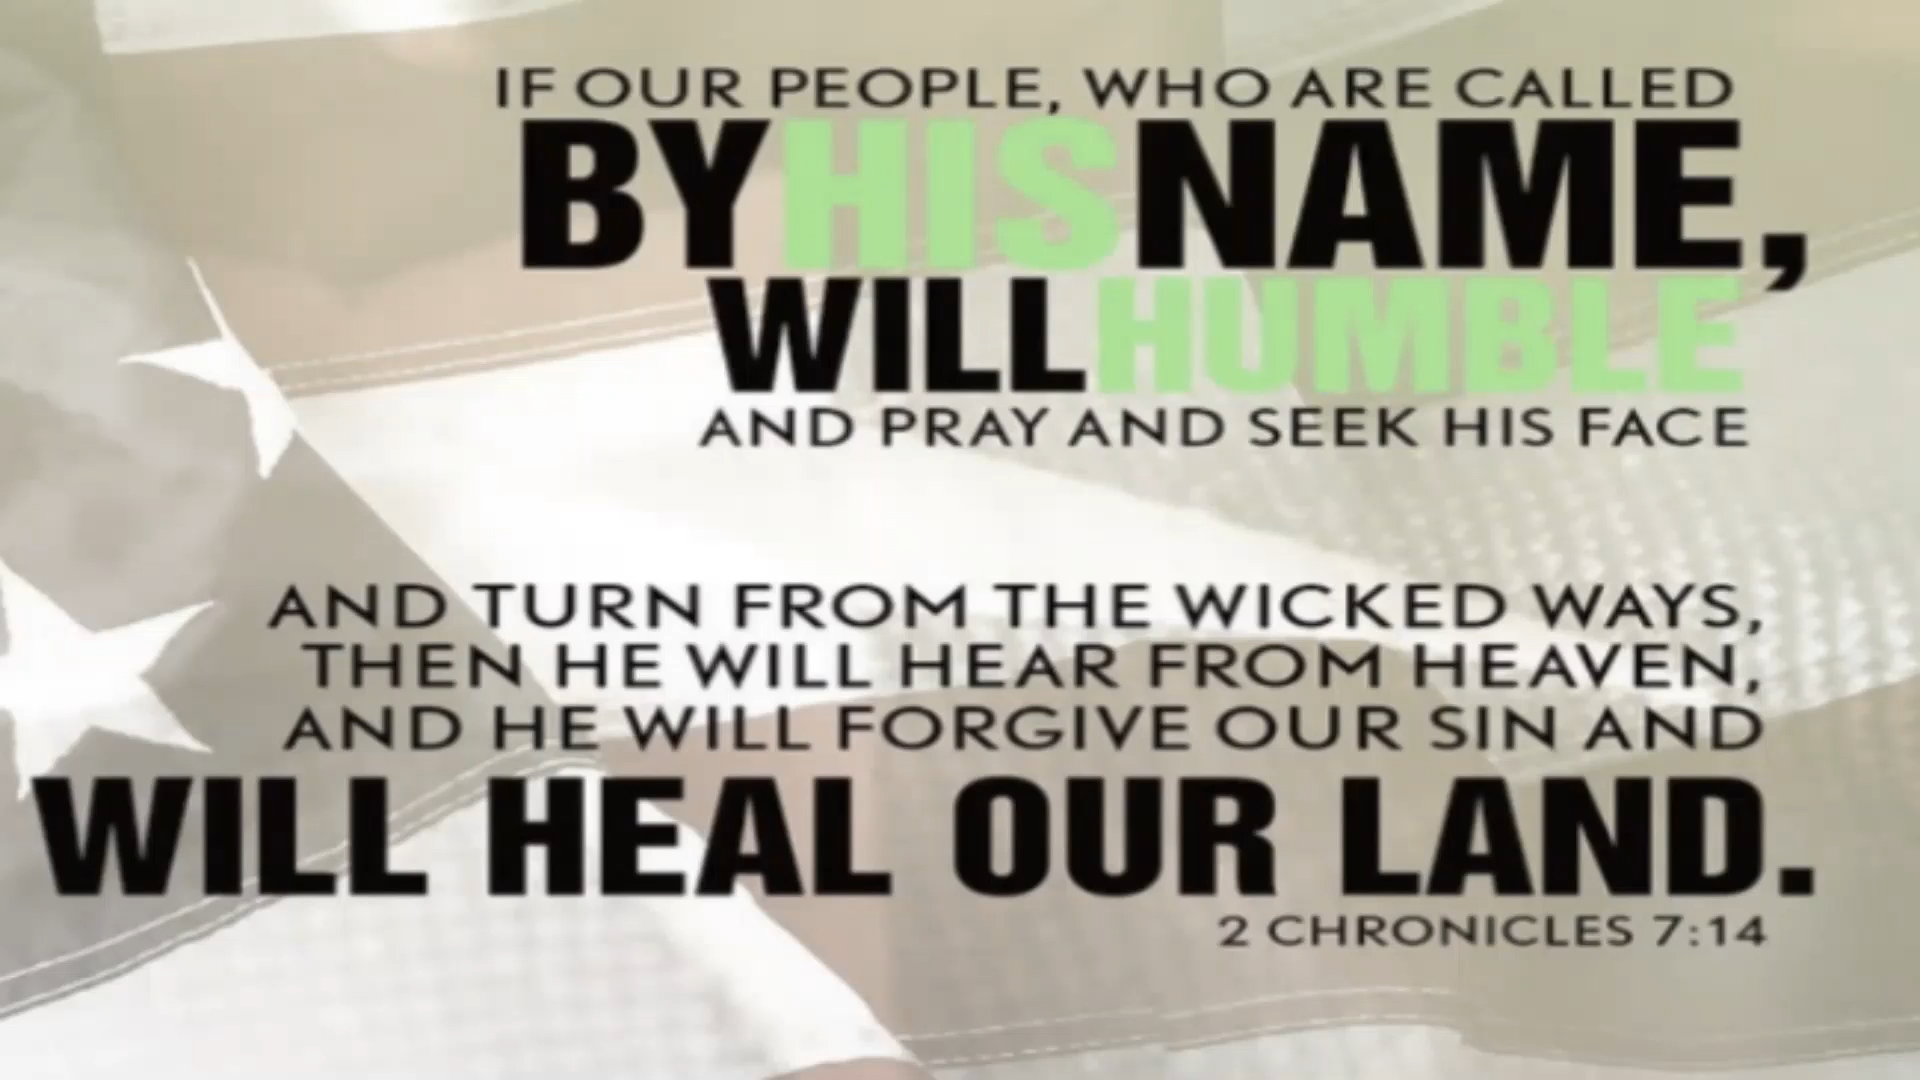 IF OUR PEOPLE, WHO ARE CALLED
BY HIS NAME,
WILL HUMBLE
AND PRAY AND SEEK HIS FACE
AND TURN FROM THE WICKED WAYS,
THEN HE WILL HEAR FROM HEAVEN,
AND HE WILL FORGIVE OUR SIN AND
WILL HEAL OUR LAND.
2 CHRONICLES 7:14